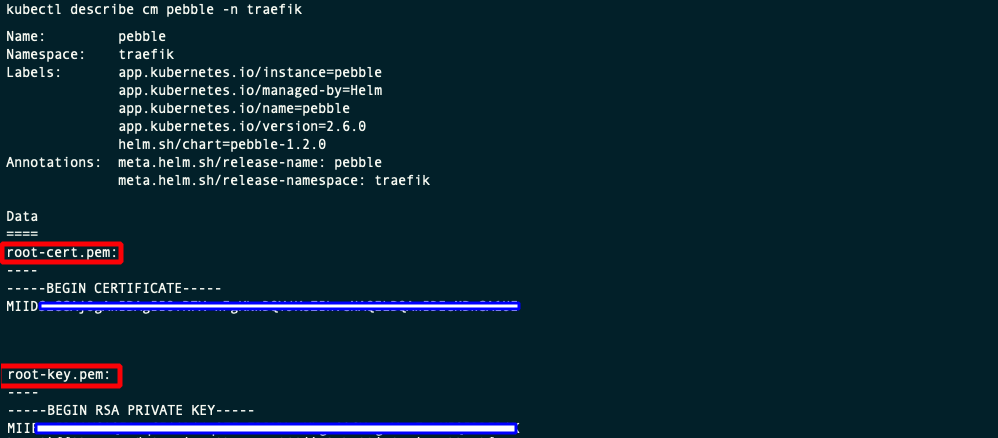 kubectl describe cm pebble -n traefik
Name: pebble
Namespace: traefik
Labels: app.kubernetes.io/instance=pebble
app.kubernetes.io/managed-by=Helm
app.kubernetes.io/name=pebble
app.kubernetes.io/version=2.6.0
helm.sh/chart=pebble-1.2.0
Annotations: meta.helm.sh/release-name: pebble
meta.helm.sh/release-namespace: traefik
Data
====
root-cert.pem:
----
-----BEGIN CERTIFICATE-----
MIID
root-key.pem:
----
-----BEGIN RSA PRIVATE KEY-----